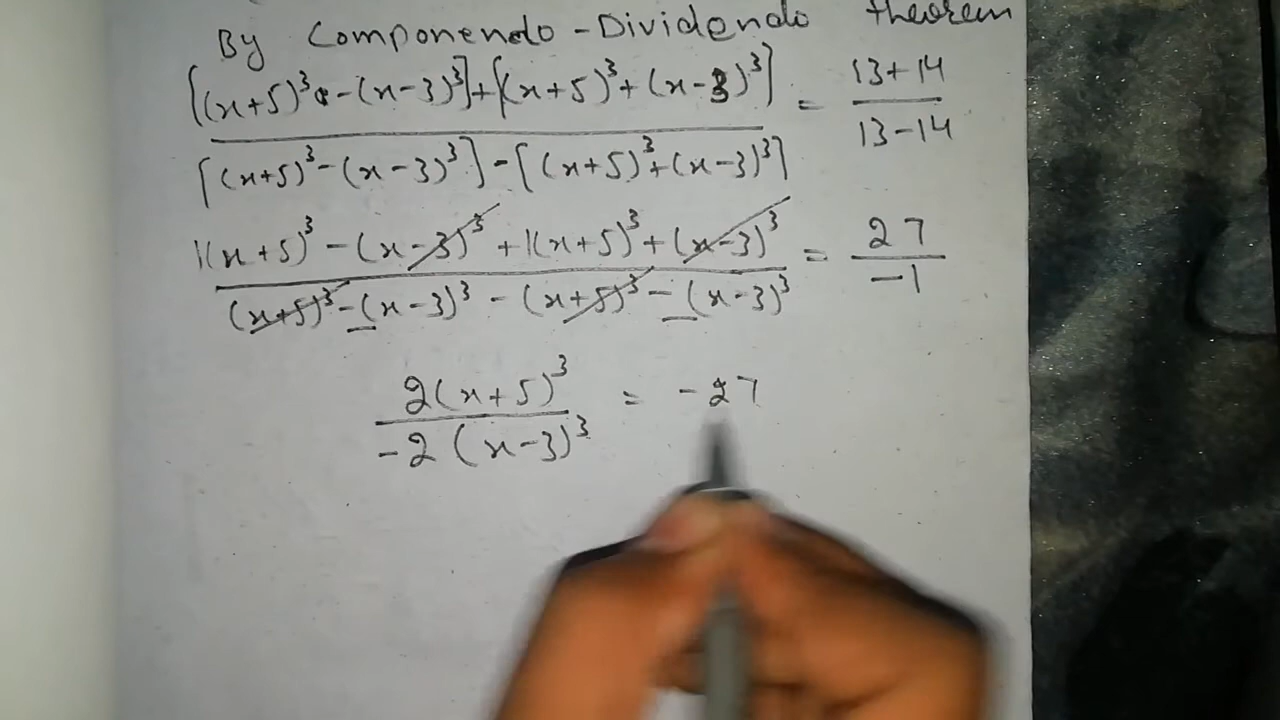 By Componendo-Dividendo theorem
[(x+5)³ - (x-3)³] + [(x+5)³ + (x-3)³] = 13+14
[(x+5)³ - (x-3)³] - [(x+5)³ + (x-3)³] 13-14
(x+5)³ - (x-3)³ + (x+5)³ + (x-3)³ = 27
(x+5)³ - (x-3)³ - (x+5)³ - (x-3)³ -1
2(x+5)³ = -27
-2(x-3)³